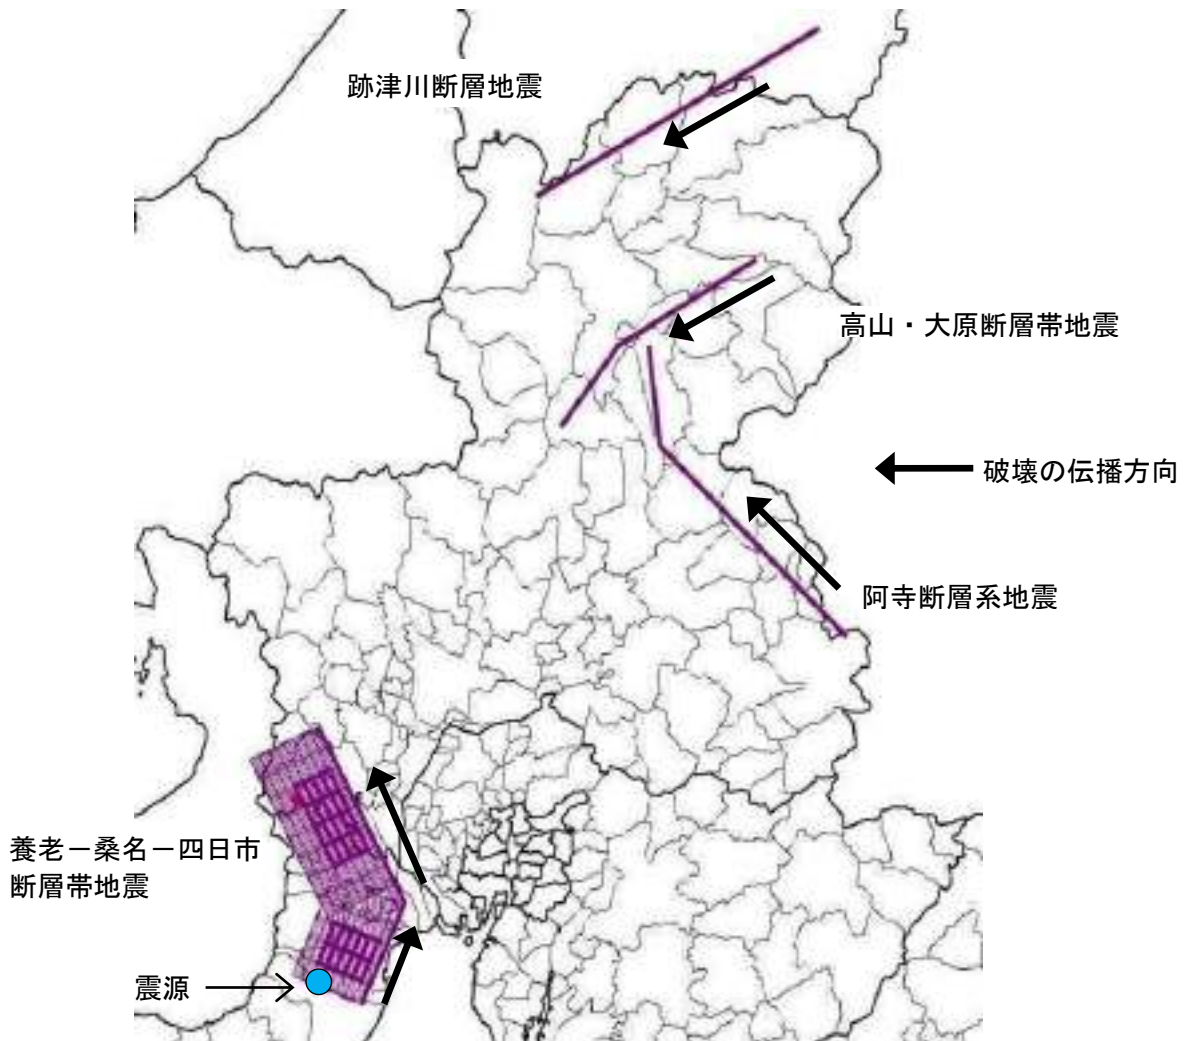 跡津川断層地震
高山・大原断層帯地震
破壊の伝播方向
阿寺断層系地震
養老－桑名－四日市
断層帯地震
震源